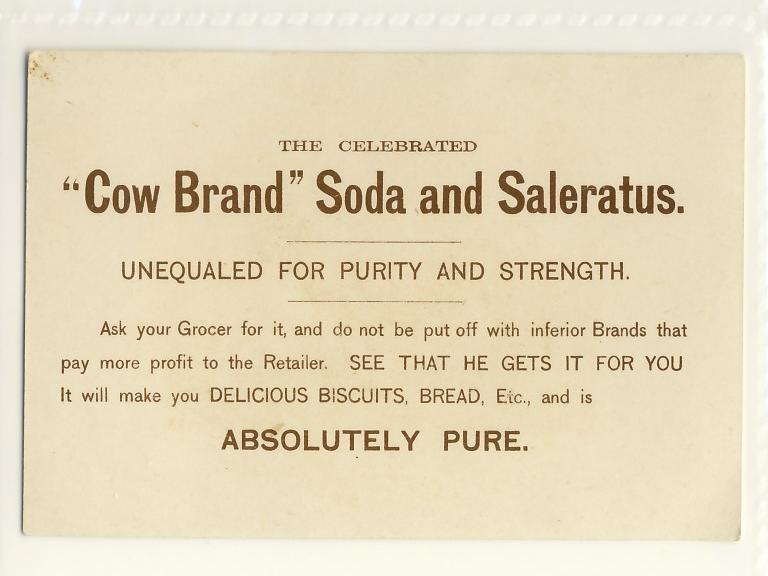 THE CELEBRATED
“Cow Brand” Soda and Saleratus.
UNEQUALED FOR PURITY AND STRENGTH.
Ask your Grocer for it, and do not be put off with inferior Brands that
pay more profit to the Retailer. SEE THAT HE GETS IT FOR YOU
It will make you DELICIOUS BISCUITS, BREAD, Etc., and is
ABSOLUTELY PURE.